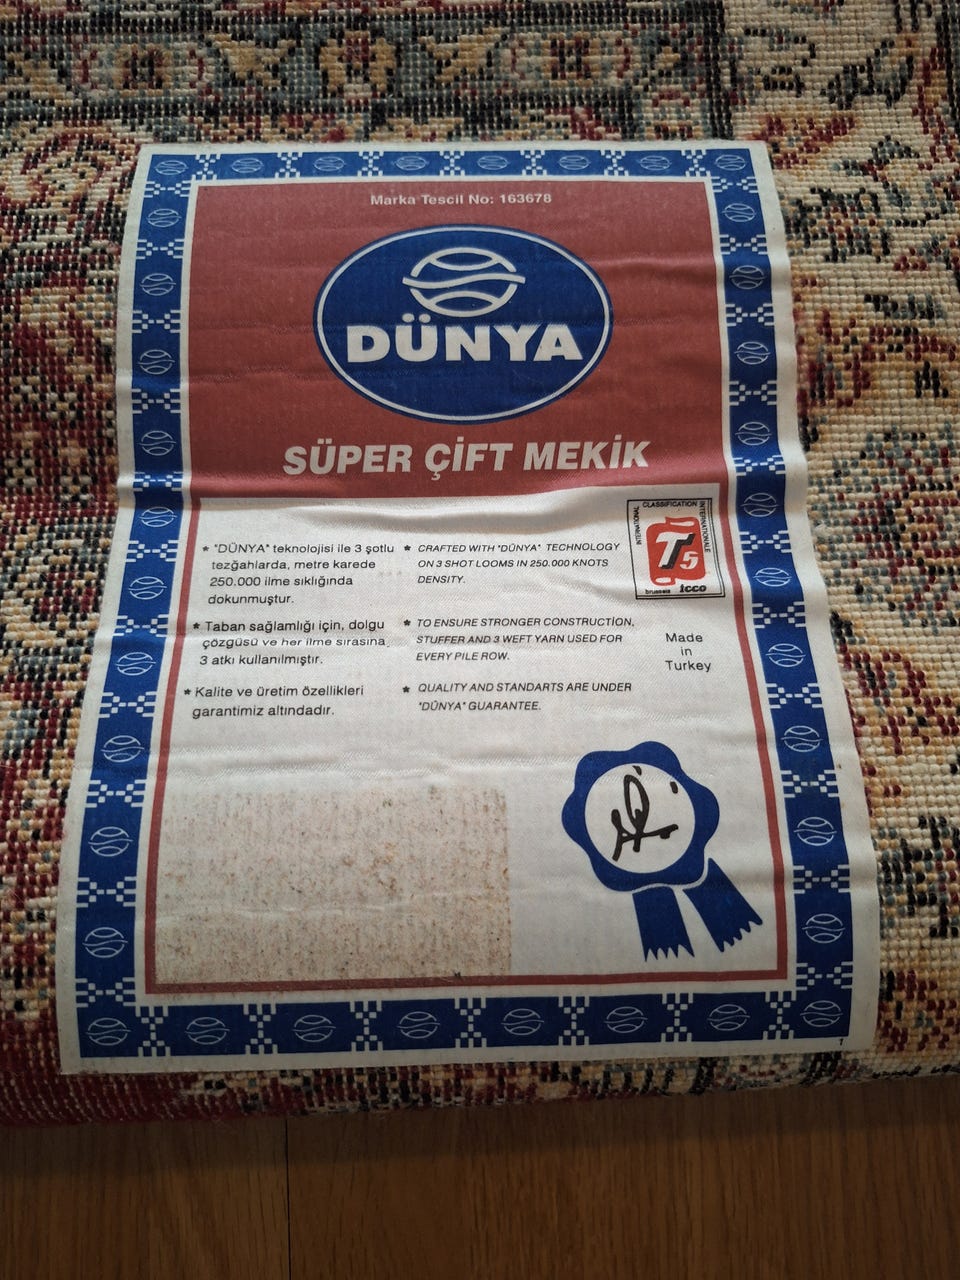 Marka Tescil No: 163678
DÜNYA
SÜPER ÇİFT MEKİK
* "DÜNYA" teknolojisi ile 3 şotlu
tezğahlarda, metre karede
250.000 ilme sıklığında
dokunmuştur.
* Taban sağlamlığı için, dolgu
çözgüsü ve her ilme sırasına
3 atkı kullanılmıştır.
* Kalite ve üretim özellikleri
garantimiz altındadır.
* CRAFTED WITH "DÜNYA" TECHNOLOGY
ON 3 SHOT LOOMS IN 250.000 KNOTS
DENSITY.
* TO ENSURE STRONGER CONSTRUCTİON,
STUFFER AND 3 WEFT YARN USED FOR
EVERY PILE ROW.
* QUALITY AND STANDARTS ARE UNDER
"DÜNYA" GUARANTEE.
CLASSIFICATION
INTERNATIONAL
INTERNATIONALE
T5
brussels icco
Made
in
Turkey
1